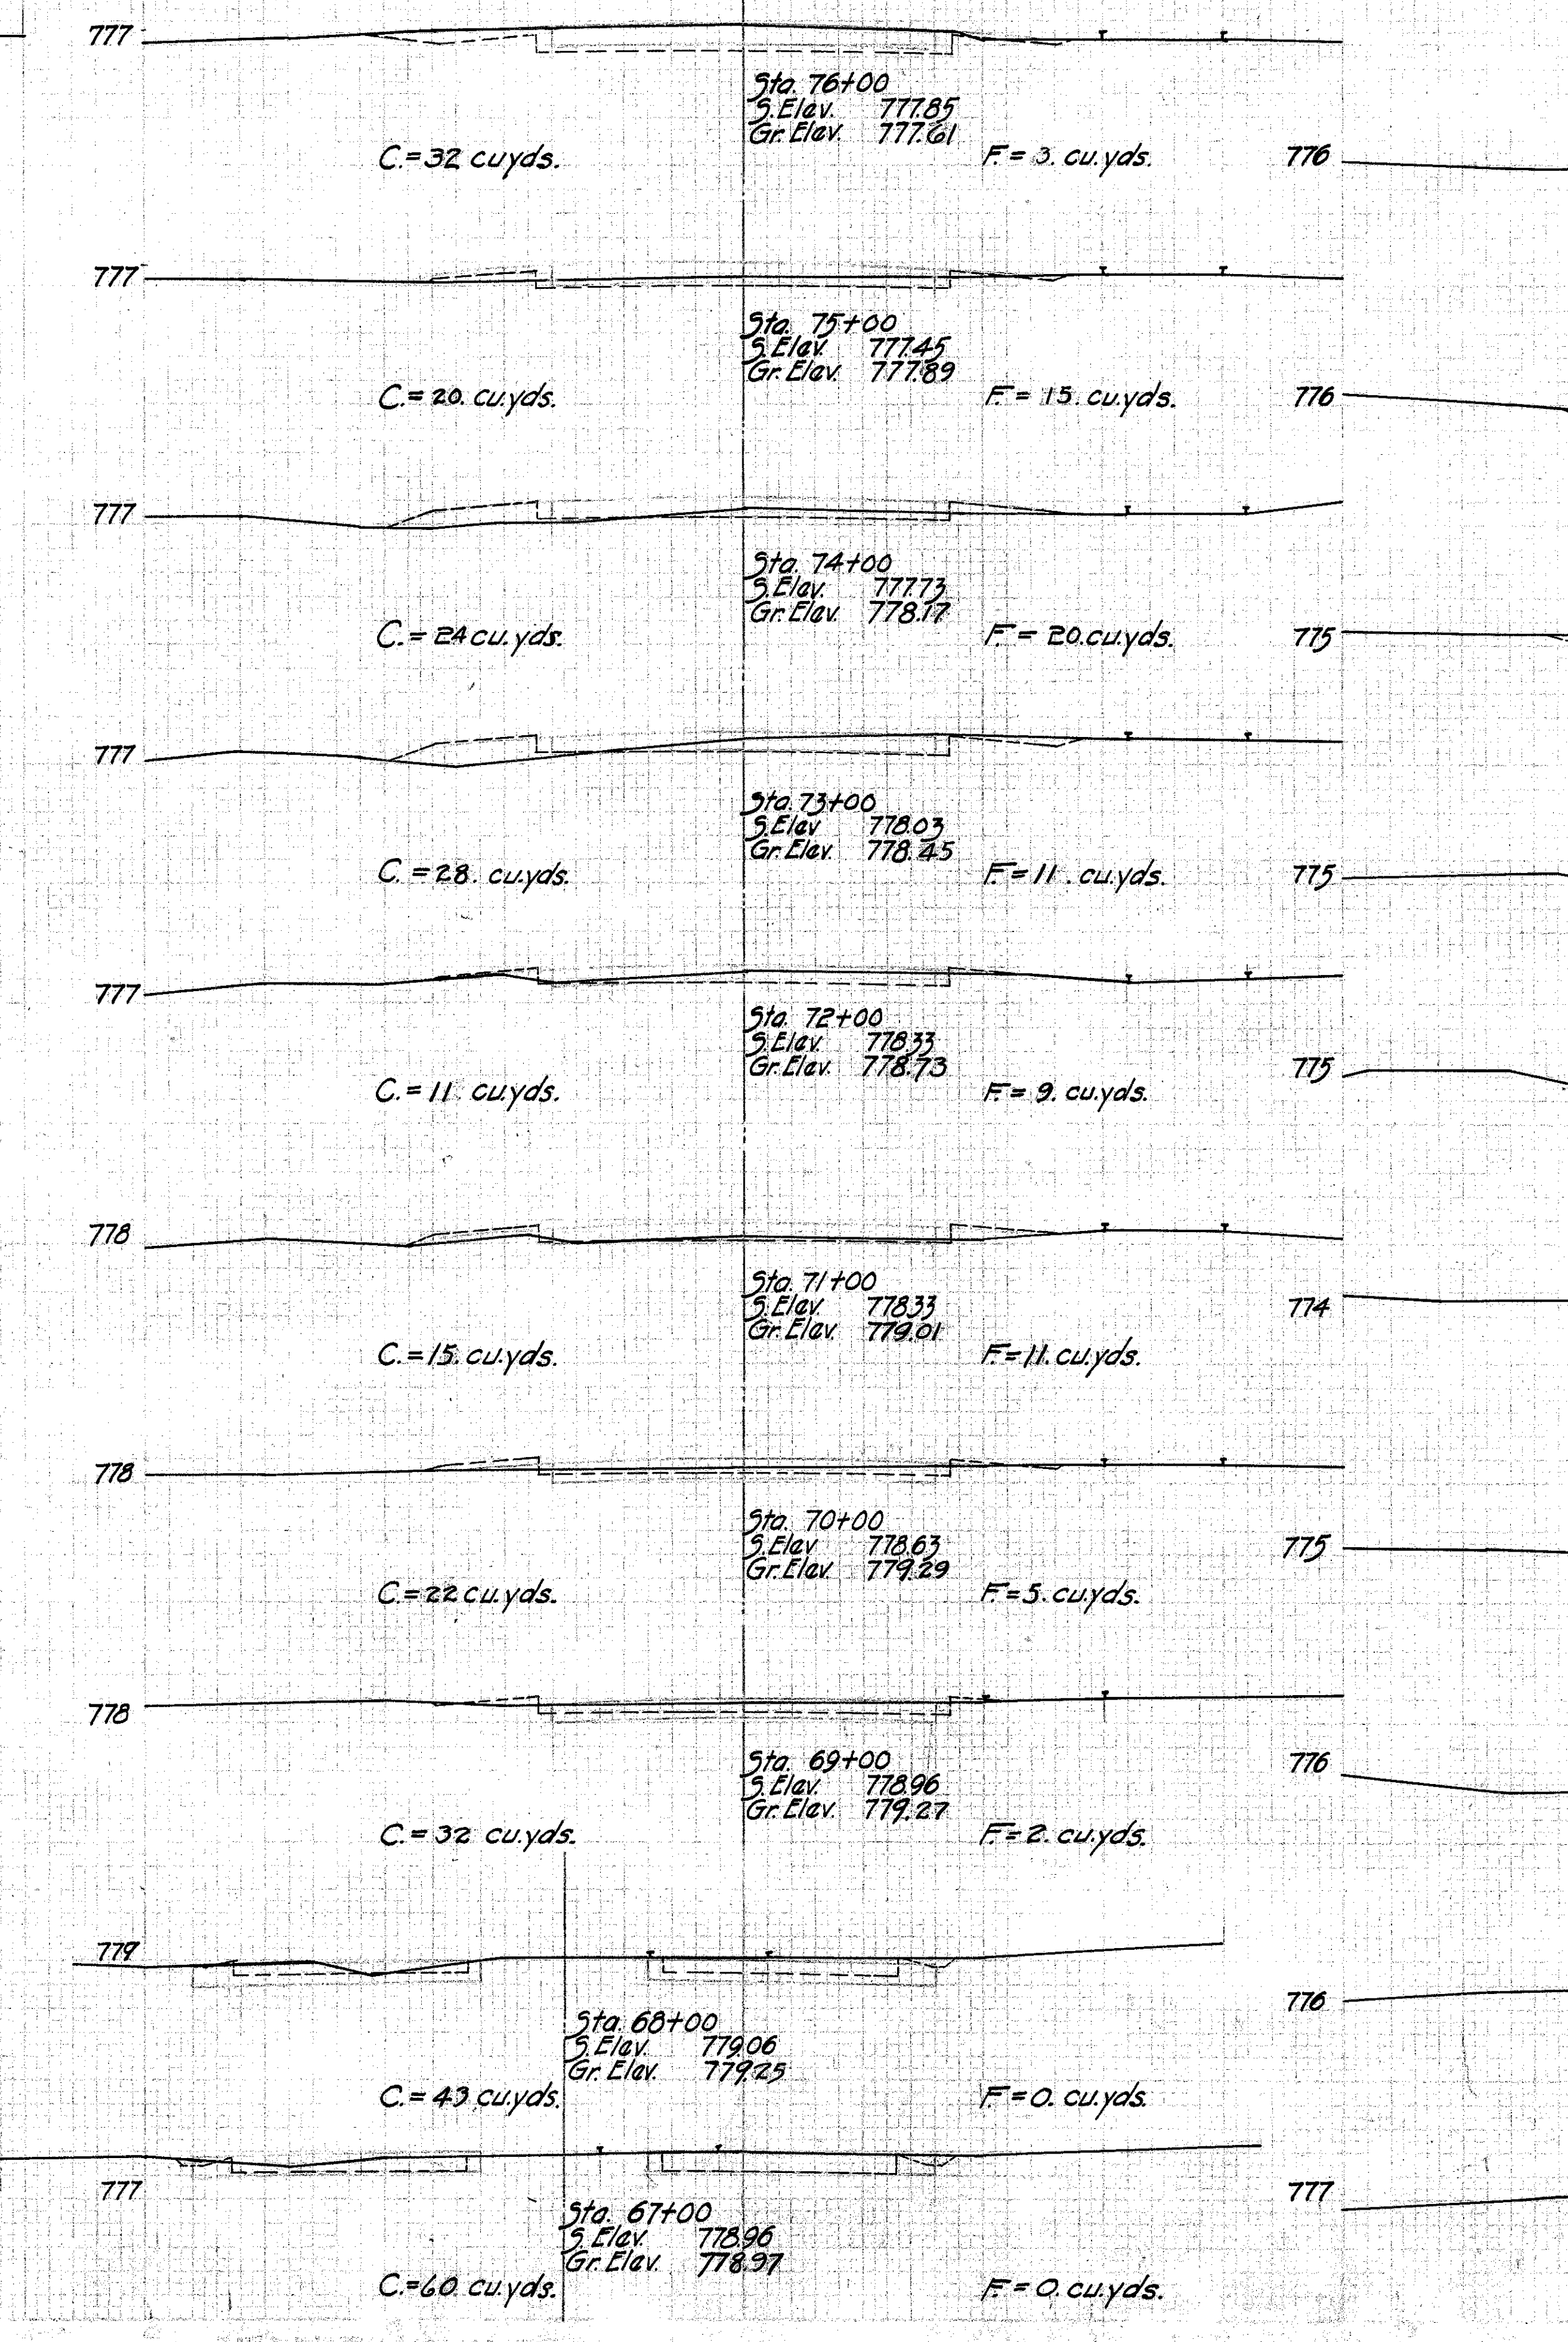 777
Sta. 76+00
S.Elev. 777.85
Gr.Elev. 777.61
C.=32 cu.yds. F.= 3. cu.yds. 776
777
Sta. 75+00
S.Elev. 777.45
Gr.Elev. 777.89
C.= 20. cu.yds. F.= 15. cu.yds. 776
777
Sta. 74+00
S.Elev. 777.73
Gr.Elev. 778.17
C.= 24 cu.yds. F.= 20. cu.yds. 775
777
Sta. 73+00
S.Elev 778.03
Gr.Elev. 778.45
C.=28. cu.yds. F.=11. cu.yds. 775
777
Sta. 72+00
S.Elev. 778.33
Gr.Elev. 778.73
775
C.=11. cu.yds. F.= 9. cu.yds.
778
Sta. 71+00
S.Elev. 778.33
Gr.Elev. 779.01
774
C.=15. cu.yds. F.=11. cu.yds.
778
Sta. 70+00
S.Elev 778.63
Gr.Elev. 779.29
775
C.=22 cu.yds. F.=5. cu.yds.
778
Sta. 69+00
S.Elev. 778.96
Gr.Elev. 779.27
776
C.=32 cu.yds. F.=2. cu.yds.
779
776
Sta. 68+00
S.Elev. 779.06
Gr.Elev. 779.25
C.= 43 cu.yds. F.=0. cu.yds.
777
777
Sta. 67+00
S.Elev. 778.96
Gr.Elev. 778.97
C.=60. cu.yds. F.=0. cu.yds.